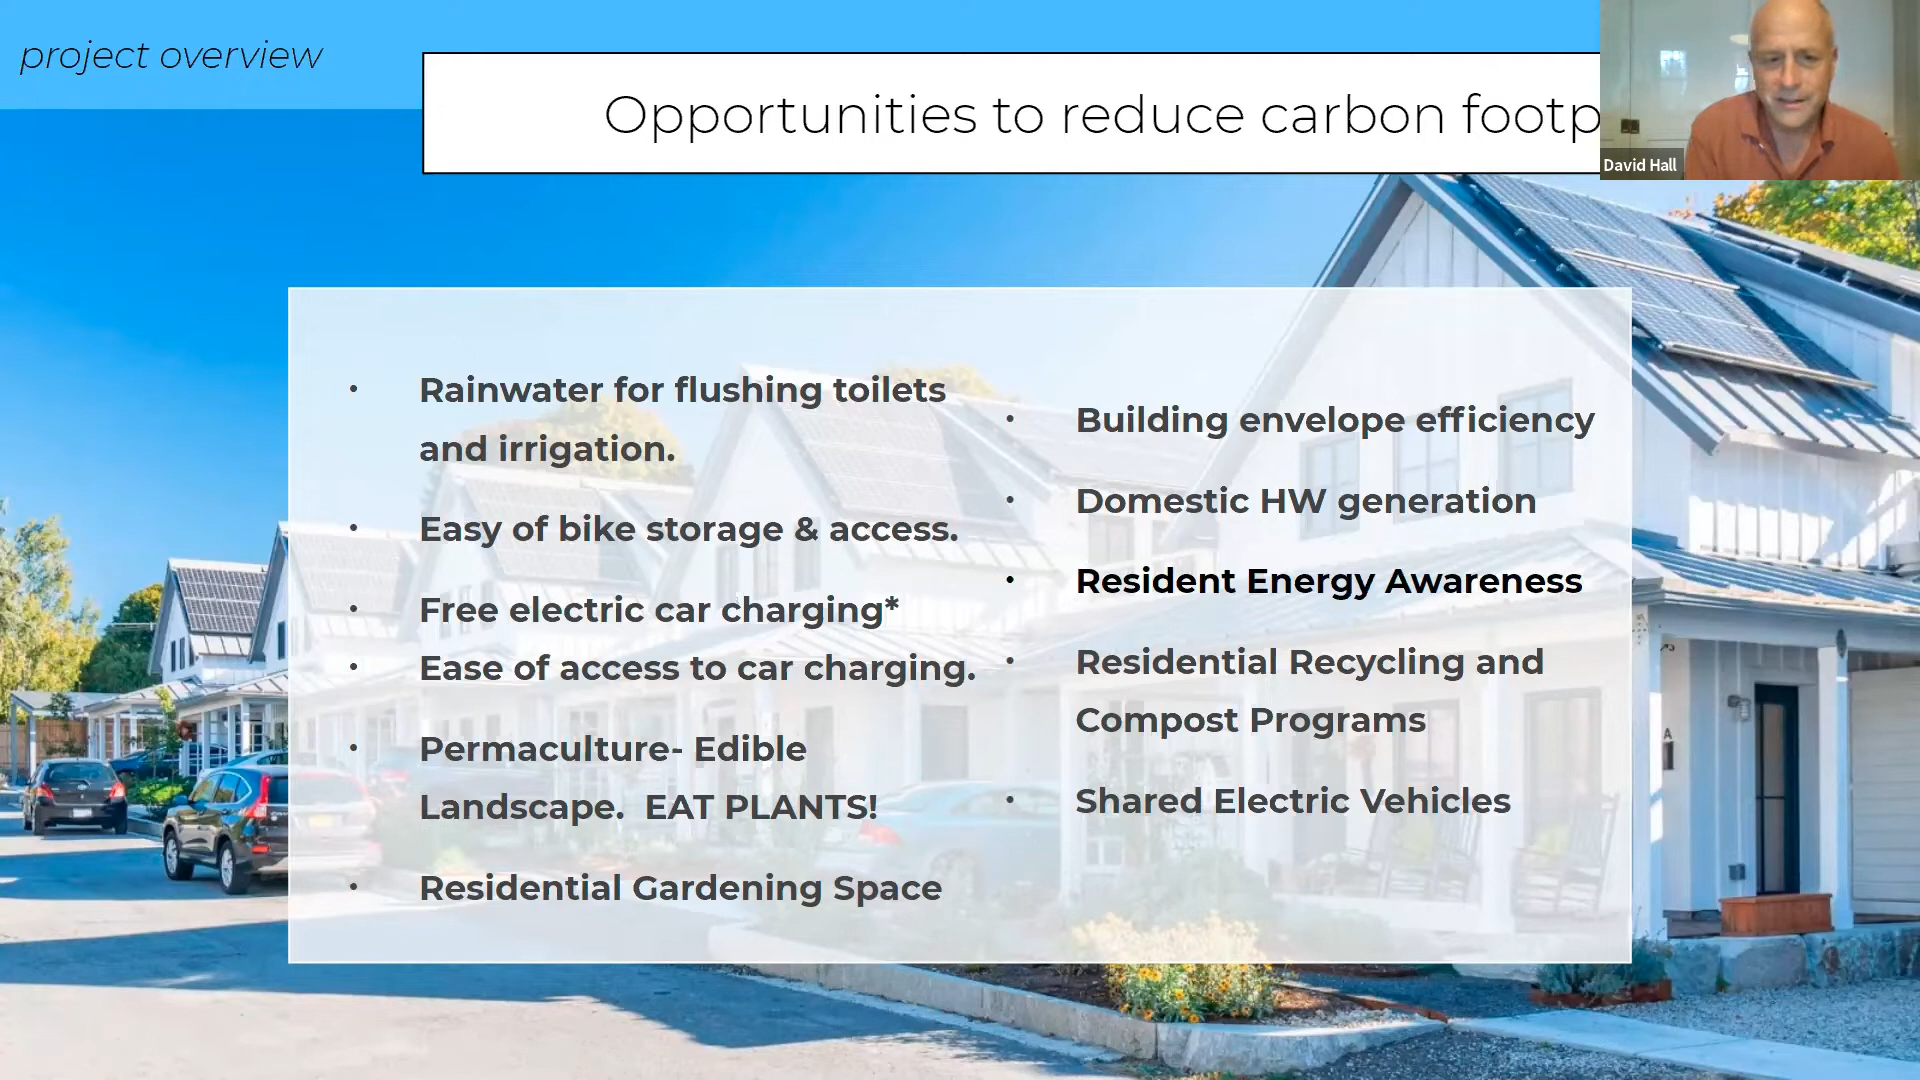 project overview
Opportunities to reduce carbon footp
David Hall
• Rainwater for flushing toilets
and irrigation.
• Easy of bike storage & access.
• Free electric car charging*
• Ease of access to car charging.
• Permaculture- Edible
Landscape.  EAT PLANTS!
• Residential Gardening Space
• Building envelope efficiency
• Domestic HW generation
• Resident Energy Awareness
• Residential Recycling and
Compost Programs
• Shared Electric Vehicles
A